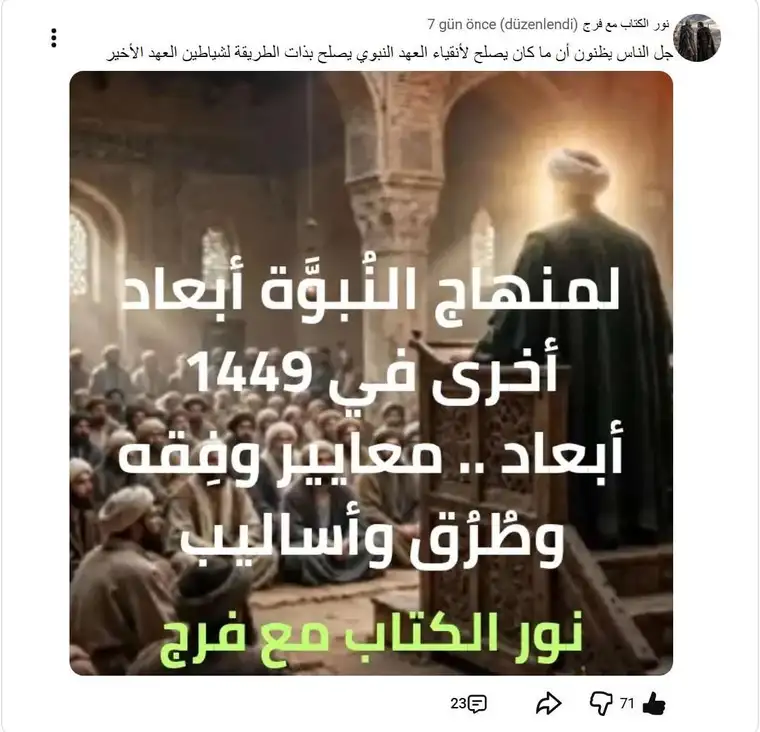 نور الكتاب مع فرج 7 gün önce (düzenlendi)
جل الناس يظنون أن ما كان يصلح لأنقياء العهد النبوي يصلح بذات الطريقة لشياطين العهد الأخير
لمنهاج النُبوَّة أبعاد
أخرى في 1449
أبعاد .. معايير وفِقه
وطُرُق وأساليب
نور الكتاب مع فرج
71 23